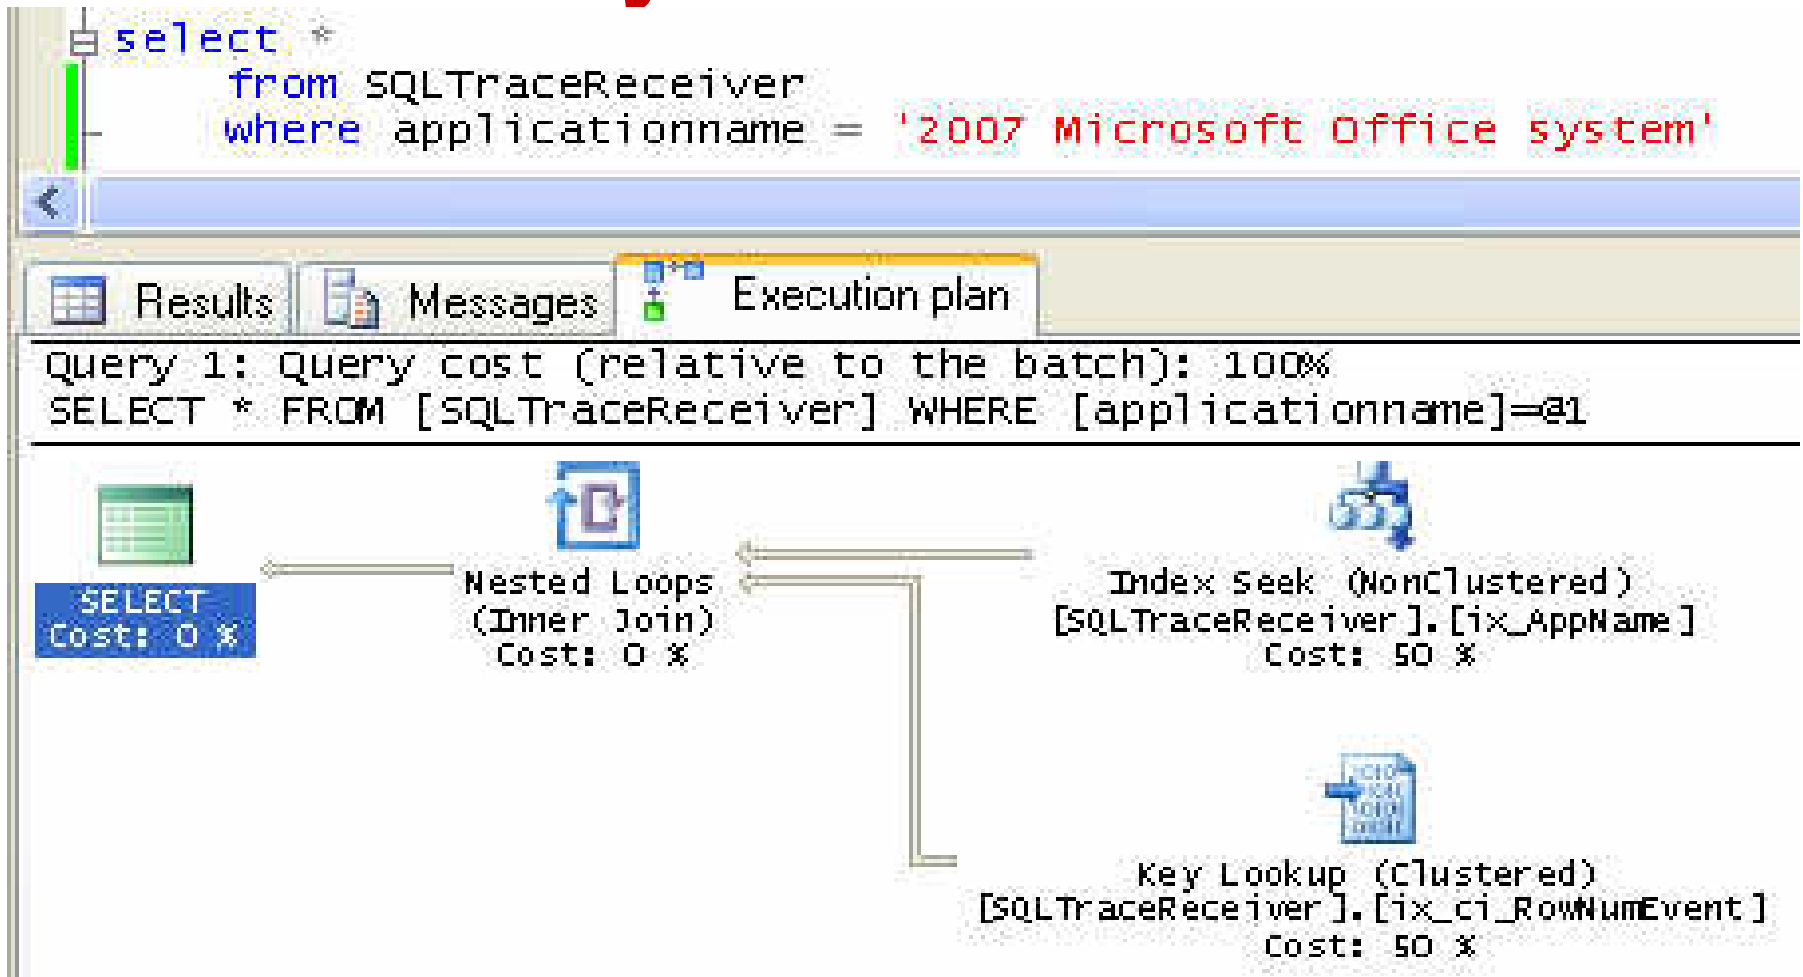 select *
from SQLTraceReceiver
where applicationname = '2007 Microsoft Office system'
Results
Messages
Execution plan
Query 1: Query cost (relative to the batch): 100%
SELECT * FROM [SQLTraceReceiver] WHERE [applicationname]=@1
SELECT
Cost: 0 %
Nested Loops
(Inner Join)
Cost: 0 %
Index Seek (NonClustered)
[SQLTraceReceiver].[ix_AppName]
Cost: 50 %
Key Lookup (Clustered)
[SQLTraceReceiver].[ix_ci_RowNumEvent]
Cost: 50 %